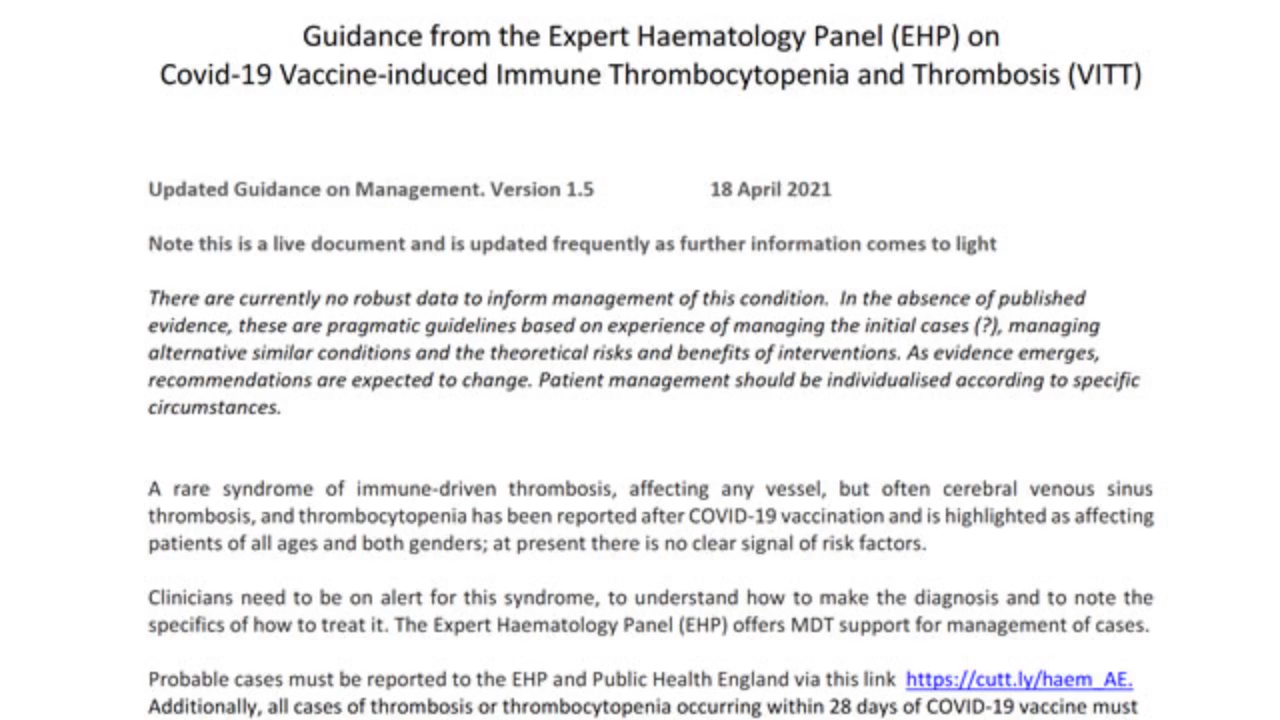 Guidance from the Expert Haematology Panel (EHP) on
Covid-19 Vaccine-induced Immune Thrombocytopenia and Thrombosis (VITT)
Updated Guidance on Management. Version 1.5 18 April 2021
Note this is a live document and is updated frequently as further information comes to light
There are currently no robust data to inform management of this condition. In the absence of published
evidence, these are pragmatic guidelines based on experience of managing the initial cases (?), managing
alternative similar conditions and the theoretical risks and benefits of interventions. As evidence emerges,
recommendations are expected to change. Patient management should be individualised according to specific
circumstances.
A rare syndrome of immune-driven thrombosis, affecting any vessel, but often cerebral venous sinus
thrombosis, and thrombocytopenia has been reported after COVID-19 vaccination and is highlighted as affecting
patients of all ages and both genders; at present there is no clear signal of risk factors.
Clinicians need to be on alert for this syndrome, to understand how to make the diagnosis and to note the
specifics of how to treat it. The Expert Haematology Panel (EHP) offers MDT support for management of cases.
Probable cases must be reported to the EHP and Public Health England via this link https://cutt.ly/haem_AE.
Additionally, all cases of thrombosis or thrombocytopenia occurring within 28 days of COVID-19 vaccine must